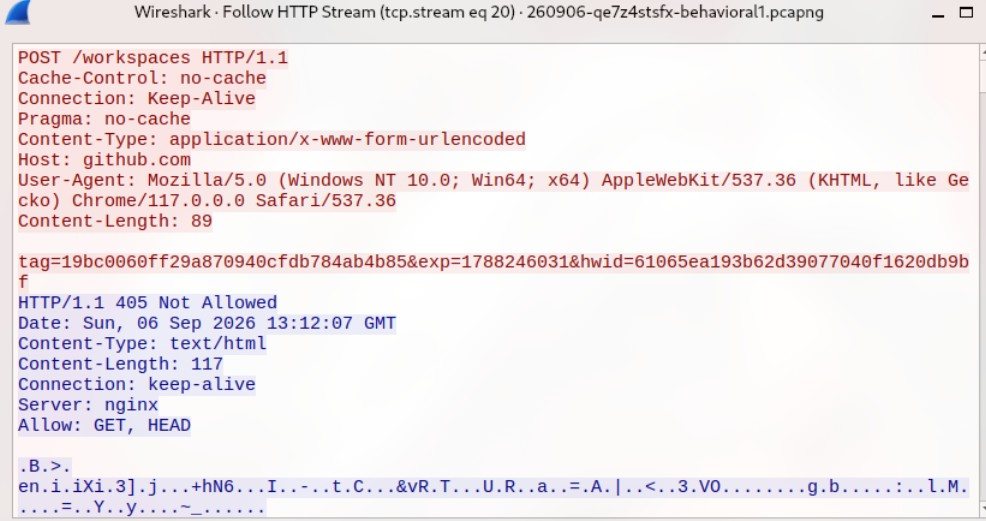 Wireshark · Follow HTTP Stream (tcp.stream eq 20) · 260906-qe7z4stsfx-behavioral1.pcapng
POST /workspaces HTTP/1.1
Cache-Control: no-cache
Connection: Keep-Alive
Pragma: no-cache
Content-Type: application/x-www-form-urlencoded
Host: github.com
User-Agent: Mozilla/5.0 (Windows NT 10.0; Win64; x64) AppleWebKit/537.36 (KHTML, like Ge
cko) Chrome/117.0.0.0 Safari/537.36
Content-Length: 89
tag=19bc0060ff29a870940cfdb784ab4b85&exp=1788246031&hwid=61065ea193b62d39077040f1620db9b
f
HTTP/1.1 405 Not Allowed
Date: Sun, 06 Sep 2026 13:12:07 GMT
Content-Type: text/html
Content-Length: 117
Connection: keep-alive
Server: nginx
Allow: GET, HEAD
.B.>.
en.i.iXi.3].j...+hN6...I..-..t.C...&vR.T...U.R..a..=.A.|..<..3.VO........g.b.....:..l.M.
....=..Y..y....~_......